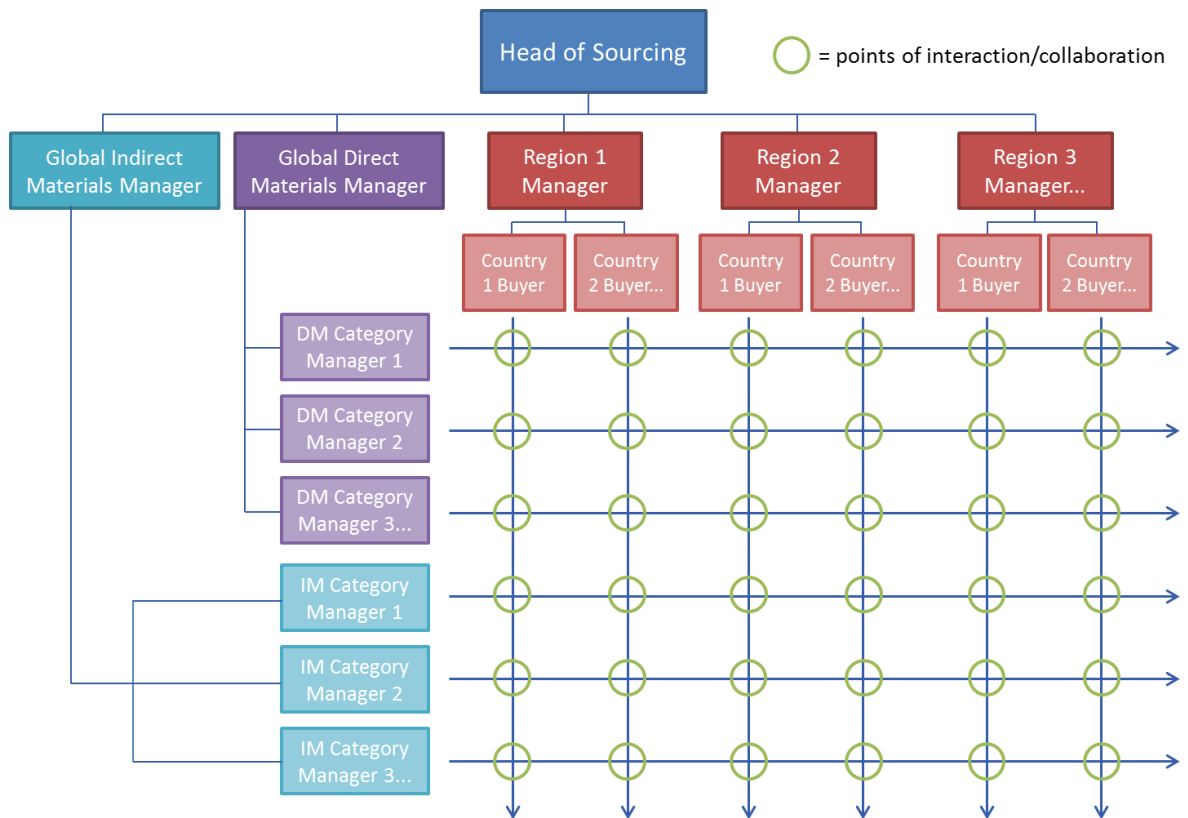 Head of Sourcing
= points of interaction/collaboration
Global Indirect
Materials Manager
Global Direct
Materials Manager
Region 1
Manager
Region 2
Manager
Region 3
Manager...
Country
1 Buyer
Country
2 Buyer...
Country
1 Buyer
Country
2 Buyer...
Country
1 Buyer
Country
2 Buyer...
DM Category
Manager 1
DM Category
Manager 2
DM Category
Manager 3...
IM Category
Manager 1
IM Category
Manager 2
IM Category
Manager 3...